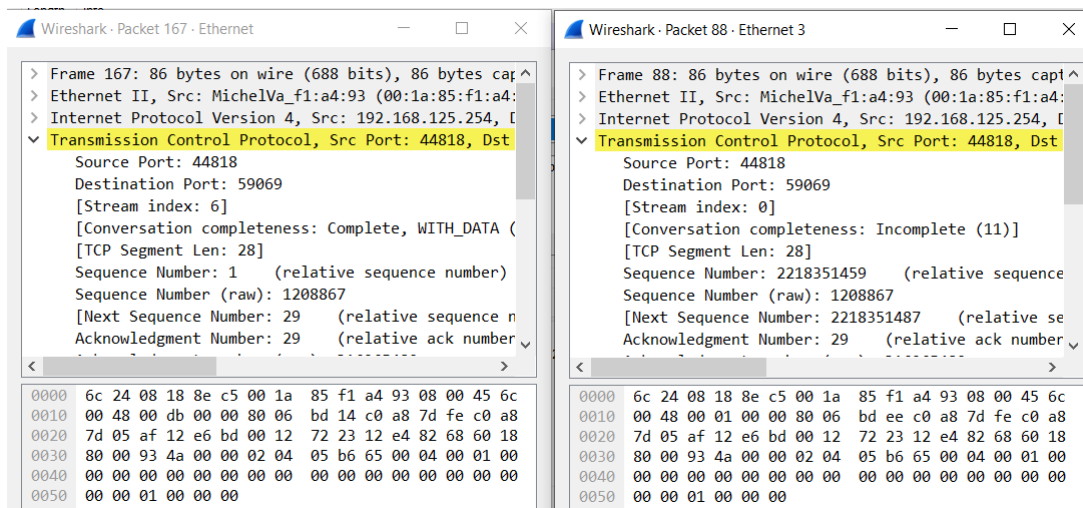 Wireshark · Packet 167 · Ethernet
Frame 167: 86 bytes on wire (688 bits), 86 bytes cap
Ethernet II, Src: MichelVa_f1:a4:93 (00:1a:85:f1:a4:
Internet Protocol Version 4, Src: 192.168.125.254, D
Transmission Control Protocol, Src Port: 44818, Dst
Source Port: 44818
Destination Port: 59069
[Stream index: 6]
[Conversation completeness: Complete, WITH_DATA (
[TCP Segment Len: 28]
Sequence Number: 1 (relative sequence number)
Sequence Number (raw): 1208867
[Next Sequence Number: 29 (relative sequence n
Acknowledgment Number: 29 (relative ack number
0000 6c 24 08 18 8e c5 00 1a 85 f1 a4 93 08 00 45 6c
0010 00 48 00 db 00 00 80 06 bd 14 c0 a8 7d fe c0 a8
0020 7d 05 af 12 e6 bd 00 12 72 23 12 e4 82 68 60 18
0030 80 00 93 4a 00 00 02 04 05 b6 65 00 04 00 01 00
0040 00 00 00 00 00 00 00 00 00 00 00 00 00 00 00 00
0050 00 00 01 00 00 00
Wireshark · Packet 88 · Ethernet 3
Frame 88: 86 bytes on wire (688 bits), 86 bytes capt
Ethernet II, Src: MichelVa_f1:a4:93 (00:1a:85:f1:a4:
Internet Protocol Version 4, Src: 192.168.125.254, D
Transmission Control Protocol, Src Port: 44818, Dst
Source Port: 44818
Destination Port: 59069
[Stream index: 0]
[Conversation completeness: Incomplete (11)]
[TCP Segment Len: 28]
Sequence Number: 2218351459 (relative sequence
Sequence Number (raw): 1208867
[Next Sequence Number: 2218351487 (relative se
Acknowledgment Number: 29 (relative ack number
0000 6c 24 08 18 8e c5 00 1a 85 f1 a4 93 08 00 45 6c
0010 00 48 00 01 00 00 80 06 bd ee c0 a8 7d fe c0 a8
0020 7d 05 af 12 e6 bd 00 12 72 23 12 e4 82 68 60 18
0030 80 00 93 4a 00 00 02 04 05 b6 65 00 04 00 01 00
0040 00 00 00 00 00 00 00 00 00 00 00 00 00 00 00 00
0050 00 00 01 00 00 00